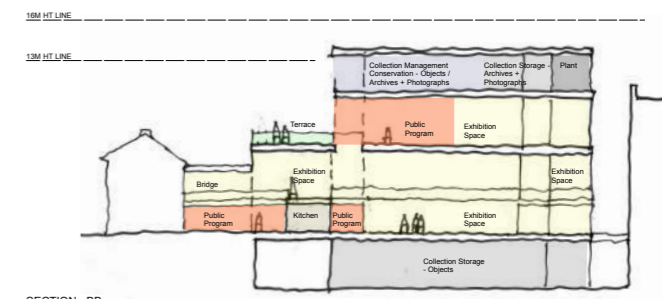 16M HT LINE
13M HT LINE
Collection Management
Conservation - Objects /
Archives + Photographs
Collection Storage -
Archives +
Photographs
Plant
Terrace
Public
Program
Exhibition
Space
Bridge
Exhibition
Space
Exhibition
Space
Public
Program
Kitchen
Public
Program
Exhibition
Space
Collection Storage
- Objects